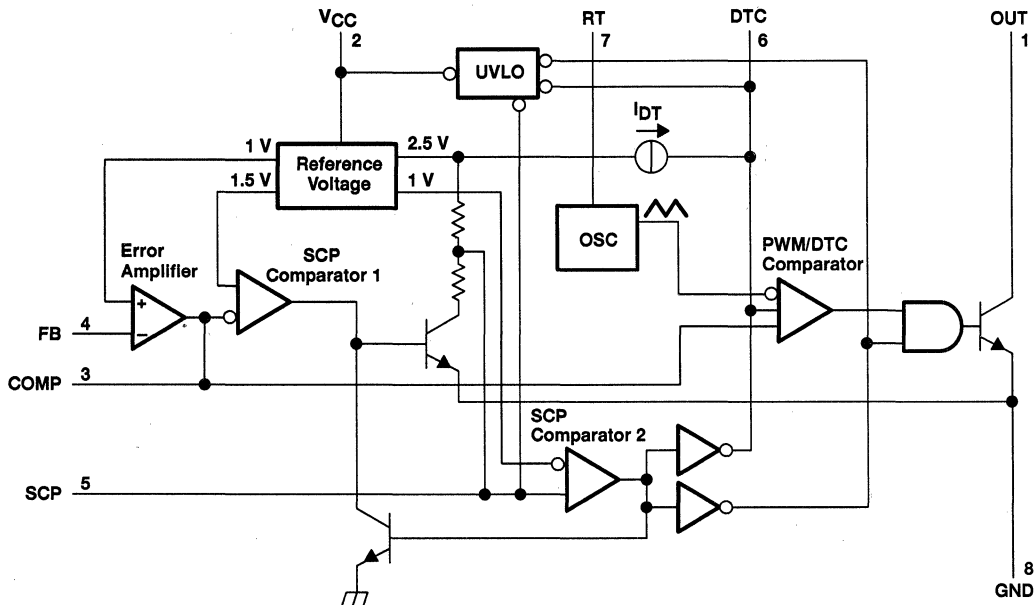 VCC
2
RT
7
DTC
6
OUT
1
UVLO
IDT
1 V
2.5 V
Reference
Voltage
1.5 V
1 V
OSC
Error
Amplifier
SCP
Comparator 1
PWM/DTC
Comparator
+
−
FB 4
COMP 3
SCP
Comparator 2
SCP 5
8
GND